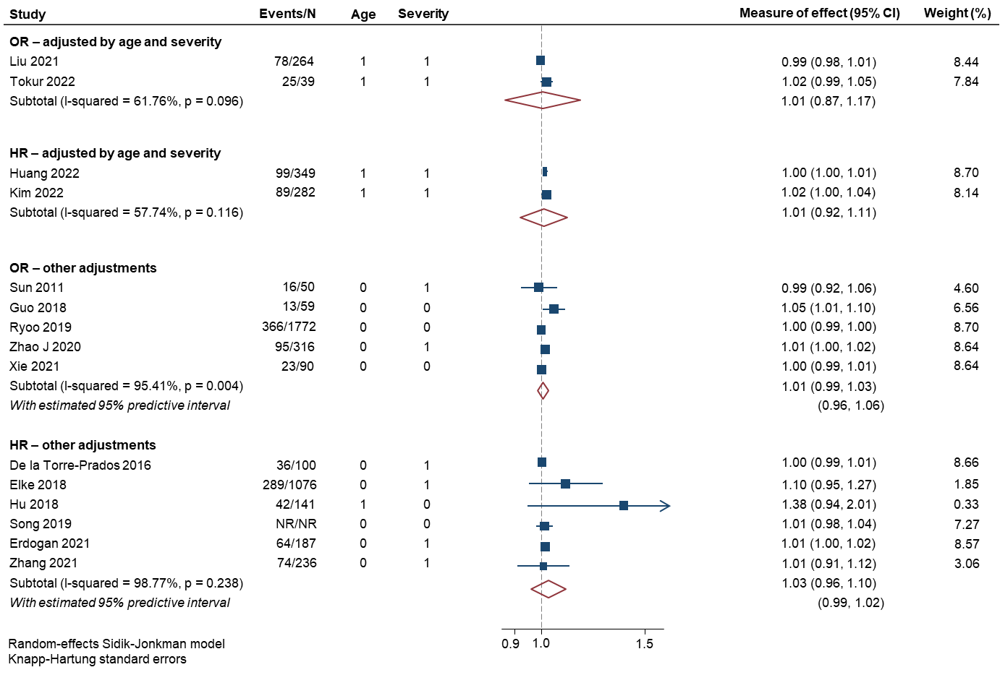 Study Events/N Age Severity Measure of effect (95% CI) Weight (%)
OR – adjusted by age and severity
Liu 2021 78/264 1 1 0.99 (0.98, 1.01) 8.44
Tokur 2022 25/39 1 1 1.02 (0.99, 1.05) 7.84
Subtotal (I-squared = 61.76%, p = 0.096) 1.01 (0.87, 1.17)
HR – adjusted by age and severity
Huang 2022 99/349 1 1 1.00 (1.00, 1.01) 8.70
Kim 2022 89/282 1 1 1.02 (1.00, 1.04) 8.14
Subtotal (I-squared = 57.74%, p = 0.116) 1.01 (0.92, 1.11)
OR – other adjustments
Sun 2011 16/50 0 1 0.99 (0.92, 1.06) 4.60
Guo 2018 13/59 0 0 1.05 (1.01, 1.10) 6.56
Ryoo 2019 366/1772 0 0 1.00 (0.99, 1.00) 8.70
Zhao J 2020 95/316 0 1 1.01 (1.00, 1.02) 8.64
Xie 2021 23/90 0 0 1.00 (0.99, 1.01) 8.64
Subtotal (I-squared = 95.41%, p = 0.004) 1.01 (0.99, 1.03)
With estimated 95% predictive interval (0.96, 1.06)
HR – other adjustments
De la Torre-Prados 2016 36/100 0 1 1.00 (0.99, 1.01) 8.66
Elke 2018 289/1076 0 1 1.10 (0.95, 1.27) 1.85
Hu 2018 42/141 1 0 1.38 (0.94, 2.01) 0.33
Song 2019 NR/NR 0 0 1.01 (0.98, 1.04) 7.27
Erdogan 2021 64/187 0 1 1.01 (1.00, 1.02) 8.57
Zhang 2021 74/236 0 1 1.01 (0.91, 1.12) 3.06
Subtotal (I-squared = 98.77%, p = 0.238) 1.03 (0.96, 1.10)
With estimated 95% predictive interval (0.99, 1.02)
0.9 1.0 1.5
Random-effects Sidik-Jonkman model
Knapp-Hartung standard errors